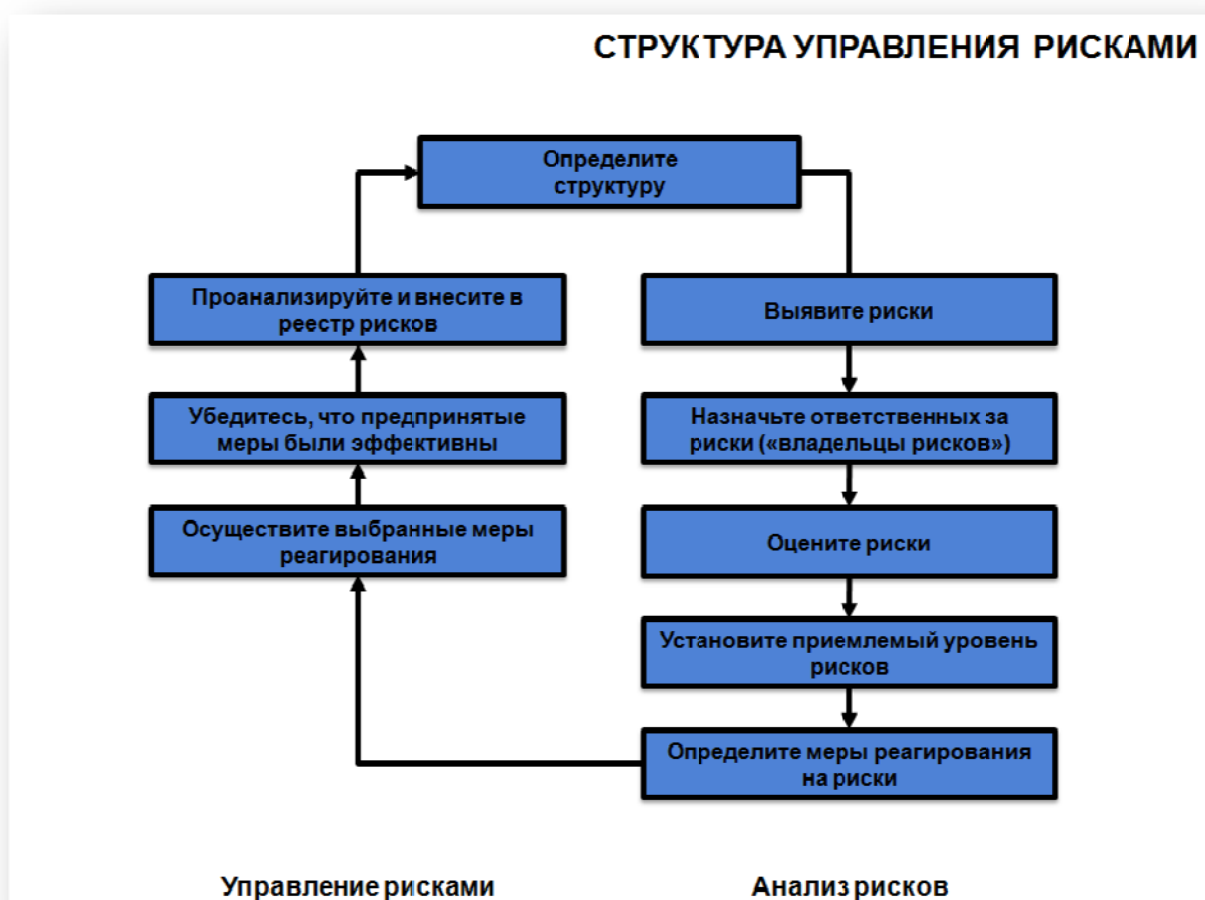 СТРУКТУРА УПРАВЛЕНИЯ РИСКАМИ
Определите
структуру
Проанализируйте и внесите в
реестр рисков
Выявите риски
Убедитесь, что предпринятые
меры были эффективны
Назначьте ответственных за
риски («владельцы рисков»)
Осуществите выбранные меры
реагирования
Оцените риски
Установите приемлемый уровень
рисков
Определите меры реагирования
на риски
Управление рисками
Анализ рисков